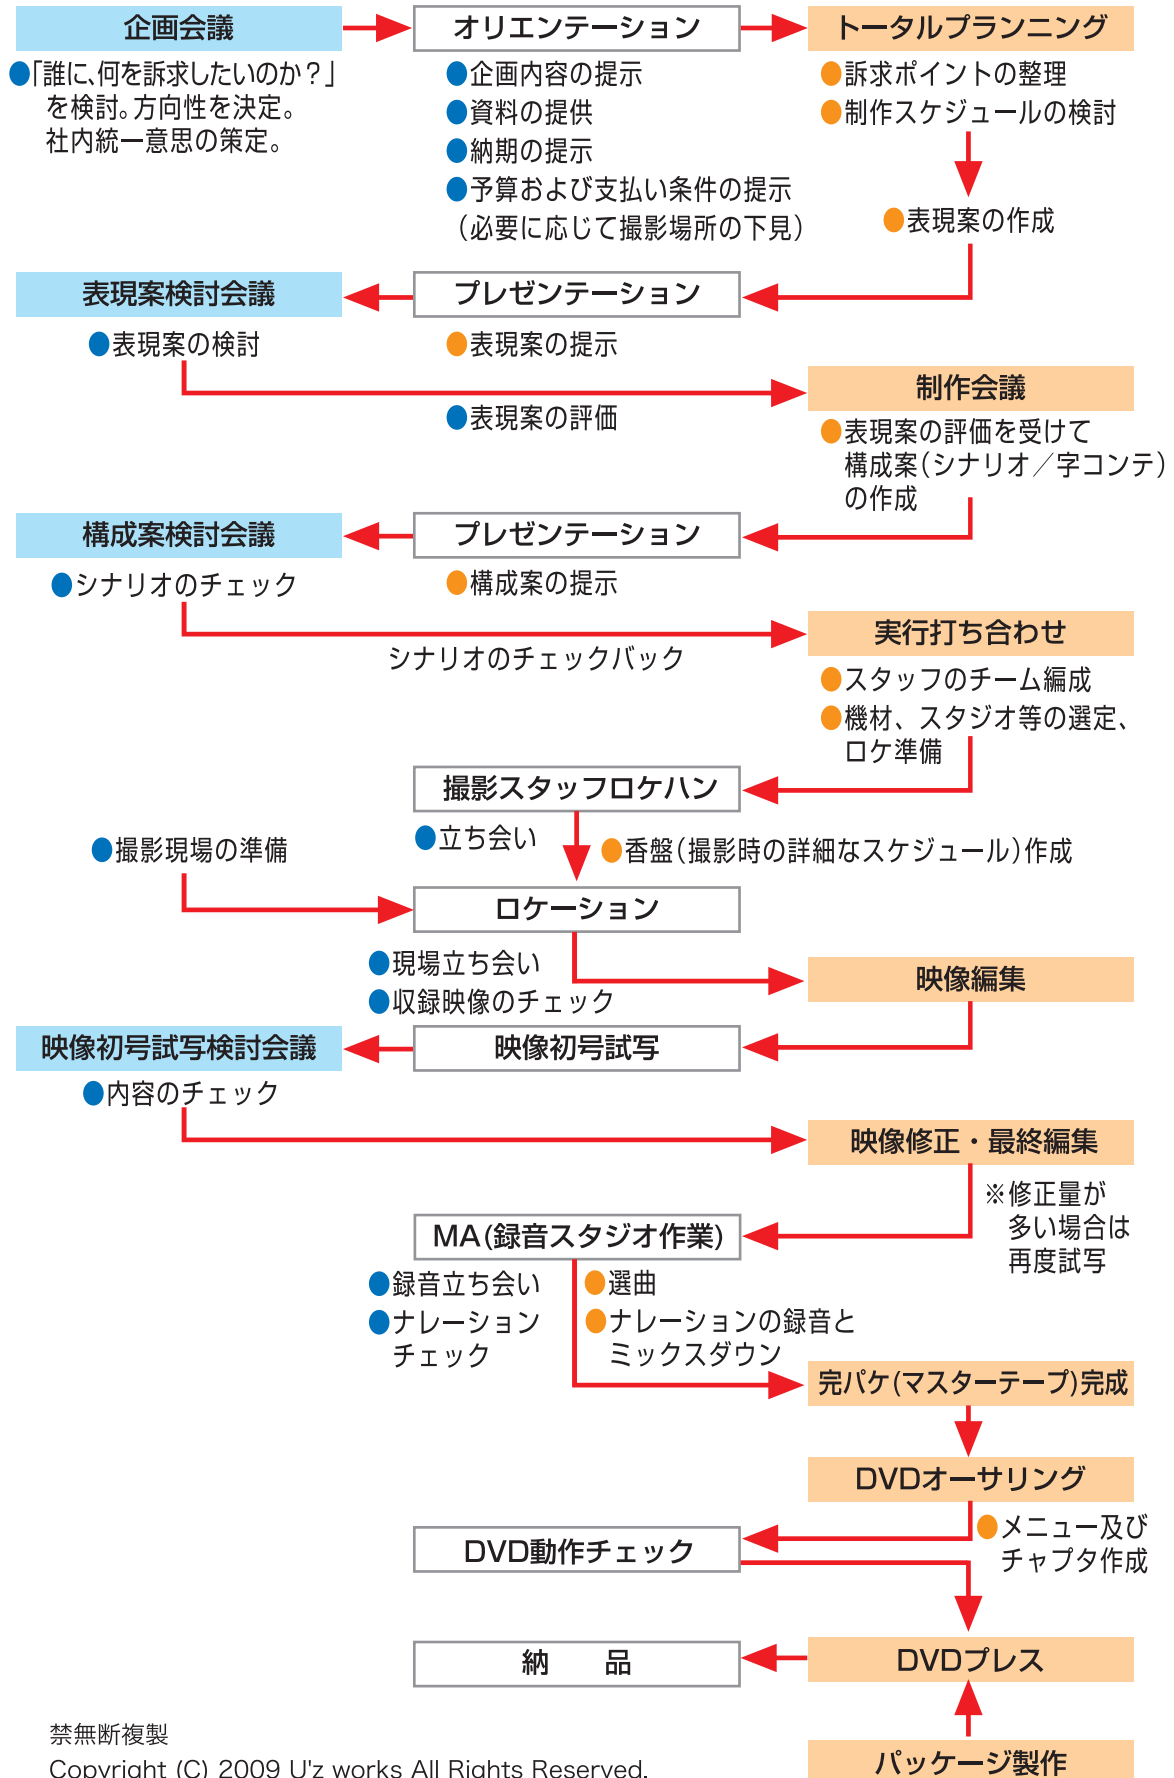 企画会議
オリエンテーション
トータルプランニング
●「誰に、何を訴求したいのか？」
を検討。方向性を決定。
社内統一意思の策定。
●企画内容の提示
●資料の提供
●納期の提示
●予算および支払い条件の提示
（必要に応じて撮影場所の下見）
●訴求ポイントの整理
●制作スケジュールの検討
●表現案の作成
表現案検討会議
プレゼンテーション
●表現案の検討
●表現案の提示
制作会議
●表現案の評価
●表現案の評価を受けて
構成案（シナリオ／字コンテ）
の作成
構成案検討会議
プレゼンテーション
●シナリオのチェック
●構成案の提示
実行打ち合わせ
シナリオのチェックバック
●スタッフのチーム編成
●機材、スタジオ等の選定、
ロケ準備
撮影スタッフロケハン
●立ち会い
●撮影現場の準備
●香盤（撮影時の詳細なスケジュール）作成
ロケーション
●現場立ち会い
●収録映像のチェック
映像編集
映像初号試写検討会議
映像初号試写
●内容のチェック
映像修正・最終編集
※修正量が
多い場合は
再度試写
MA(録音スタジオ作業)
●録音立ち会い
●ナレーション
チェック
●選曲
●ナレーションの録音と
ミックスダウン
完パケ(マスターテープ)完成
DVDオーサリング
●メニュー及び
チャプタ作成
DVD動作チェック
納　　品
DVDプレス
禁無断複製
Copyright (C) 2009 U'z works All Rights Reserved.
パッケージ製作